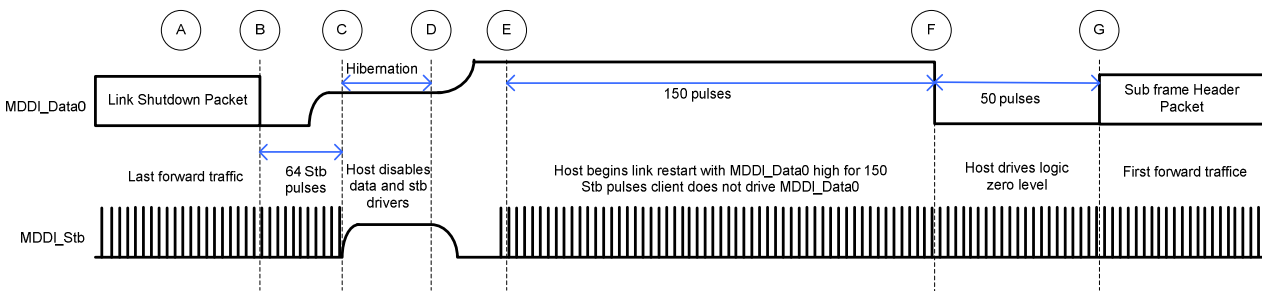 A B C D E F G
Hibernation
MDDI_Data0
Link Shutdown Packet
150 pulses
50 pulses
Sub frame Header
Packet
Last forward traffic
64 Stb
pulses
Host disables
data and stb
drivers
Host begins link restart with MDDI_Data0 high for 150
Stb pulses client does not drive MDDI_Data0
Host drives logic
zero level
First forward traffice
MDDI_Stb